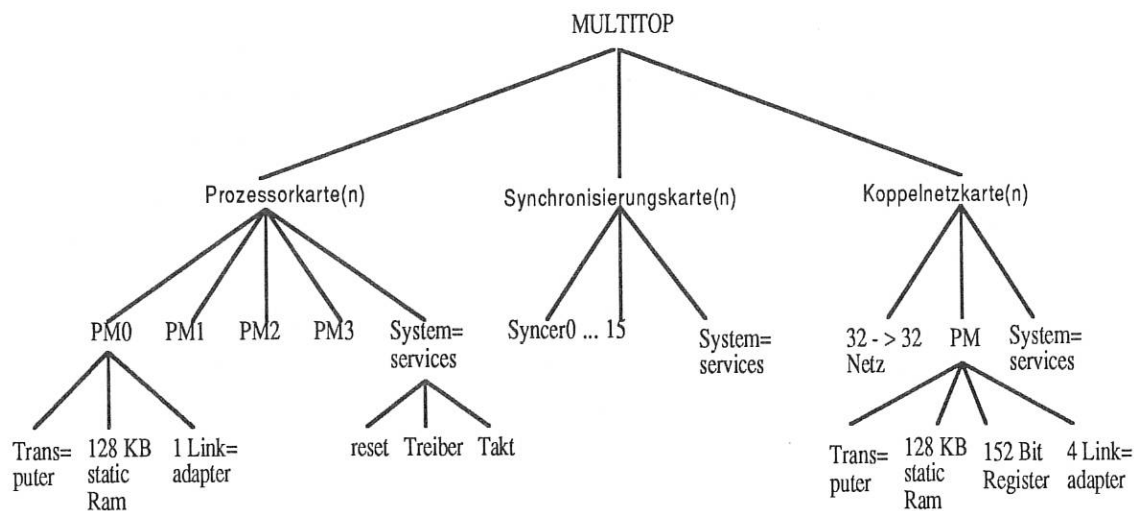 MULTITOP
Prozessorkarte(n) Synchronisierungskarte(n) Koppelnetzkarte(n)
PM0 PM1 PM2 PM3 System=
services
Syncer0 ... 15 System=
services
32 - > 32
Netz
PM System=
services
Trans=
puter
128 KB
static
Ram
1 Link=
adapter
reset Treiber Takt
Trans=
puter
128 KB
static
Ram
152 Bit
Register
4 Link=
adapter